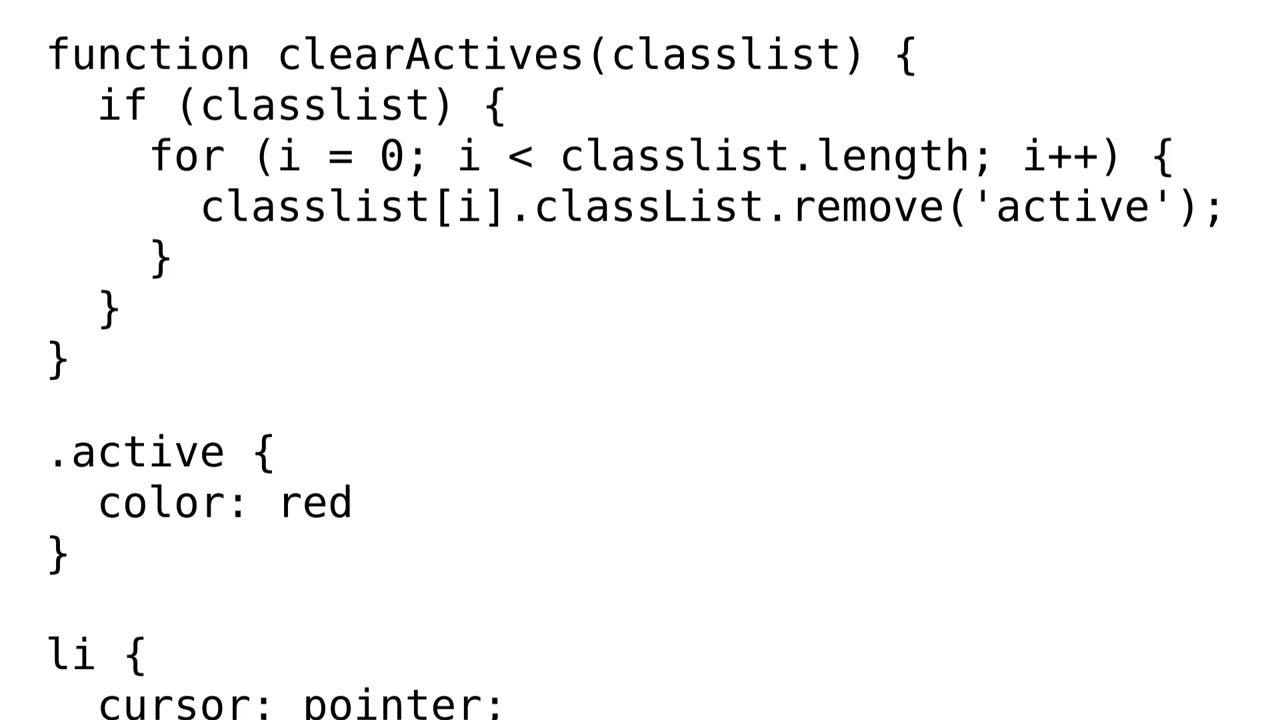 function clearActives(classlist) {
  if (classlist) {
    for (i = 0; i < classlist.length; i++) {
      classlist[i].classList.remove('active');
    }
  }
}

.active {
  color: red
}

li {
  cursor: pointer;